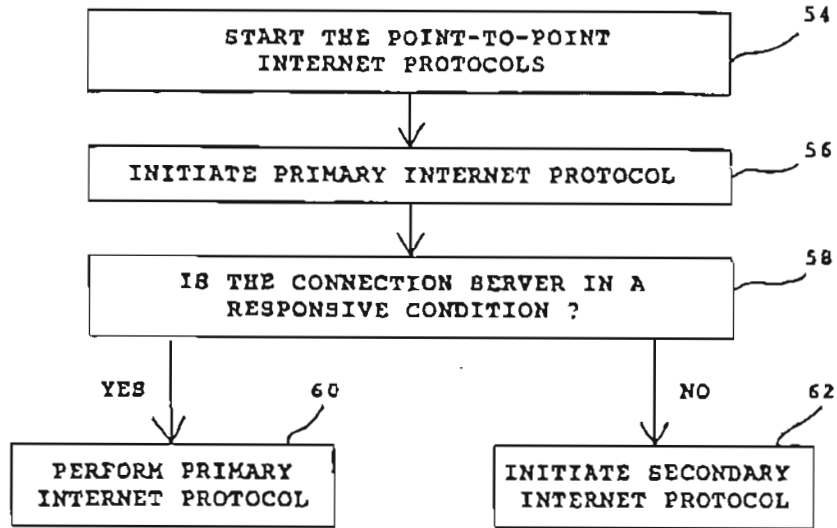 54
START THE POINT-TO-POINT
INTERNET PROTOCOLS
56
INITIATE PRIMARY INTERNET PROTOCOL
58
IS THE CONNECTION SERVER IN A
RESPONSIVE CONDITION ?
YES
60
NO
62
PERFORM PRIMARY
INTERNET PROTOCOL
INITIATE SECONDARY
INTERNET PROTOCOL